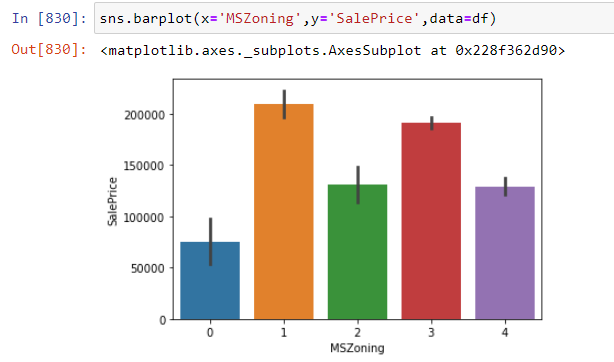 In [830]: sns.barplot(x='MSZoning',y='SalePrice',data=df)
Out[830]: <matplotlib.axes._subplots.AxesSubplot at 0x228f362d90>
200000
150000
100000
50000
0
SalePrice
0 1 2 3 4
MSZoning